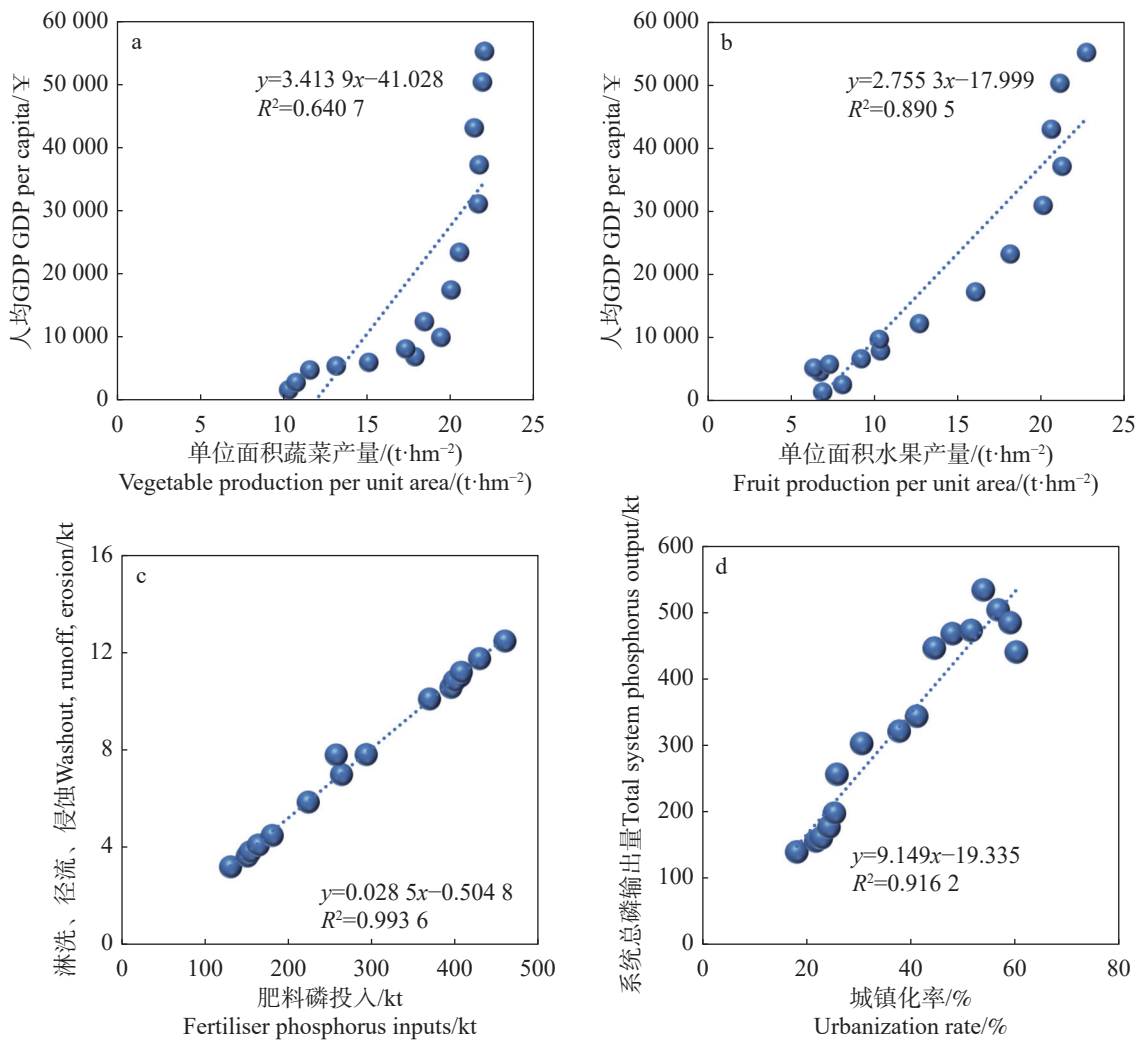 a
y=3.413 9x−41.028
R²=0.640 7
60 000
50 000
40 000
30 000
20 000
10 000
0
人均GDP GDP per capita/¥
0 5 10 15 20 25
单位面积蔬菜产量/(t·hm⁻²)
Vegetable production per unit area/(t·hm⁻²)
b
y=2.755 3x−17.999
R²=0.890 5
60 000
50 000
40 000
30 000
20 000
10 000
0
人均GDP GDP per capita/¥
0 5 10 15 20 25
单位面积水果产量/(t·hm⁻²)
Fruit production per unit area/(t·hm⁻²)
c
16
12
8
4
0
淋洗、径流、侵蚀Washout, runoff, erosion/kt
y=0.028 5x−0.504 8
R²=0.993 6
0 100 200 300 400 500
肥料磷投入/kt
Fertiliser phosphorus inputs/kt
d
600
500
400
300
200
100
0
系统总磷输出量Total system phosphorus output/kt
y=9.149x−19.335
R²=0.916 2
0 20 40 60 80
城镇化率/%
Urbanization rate/%